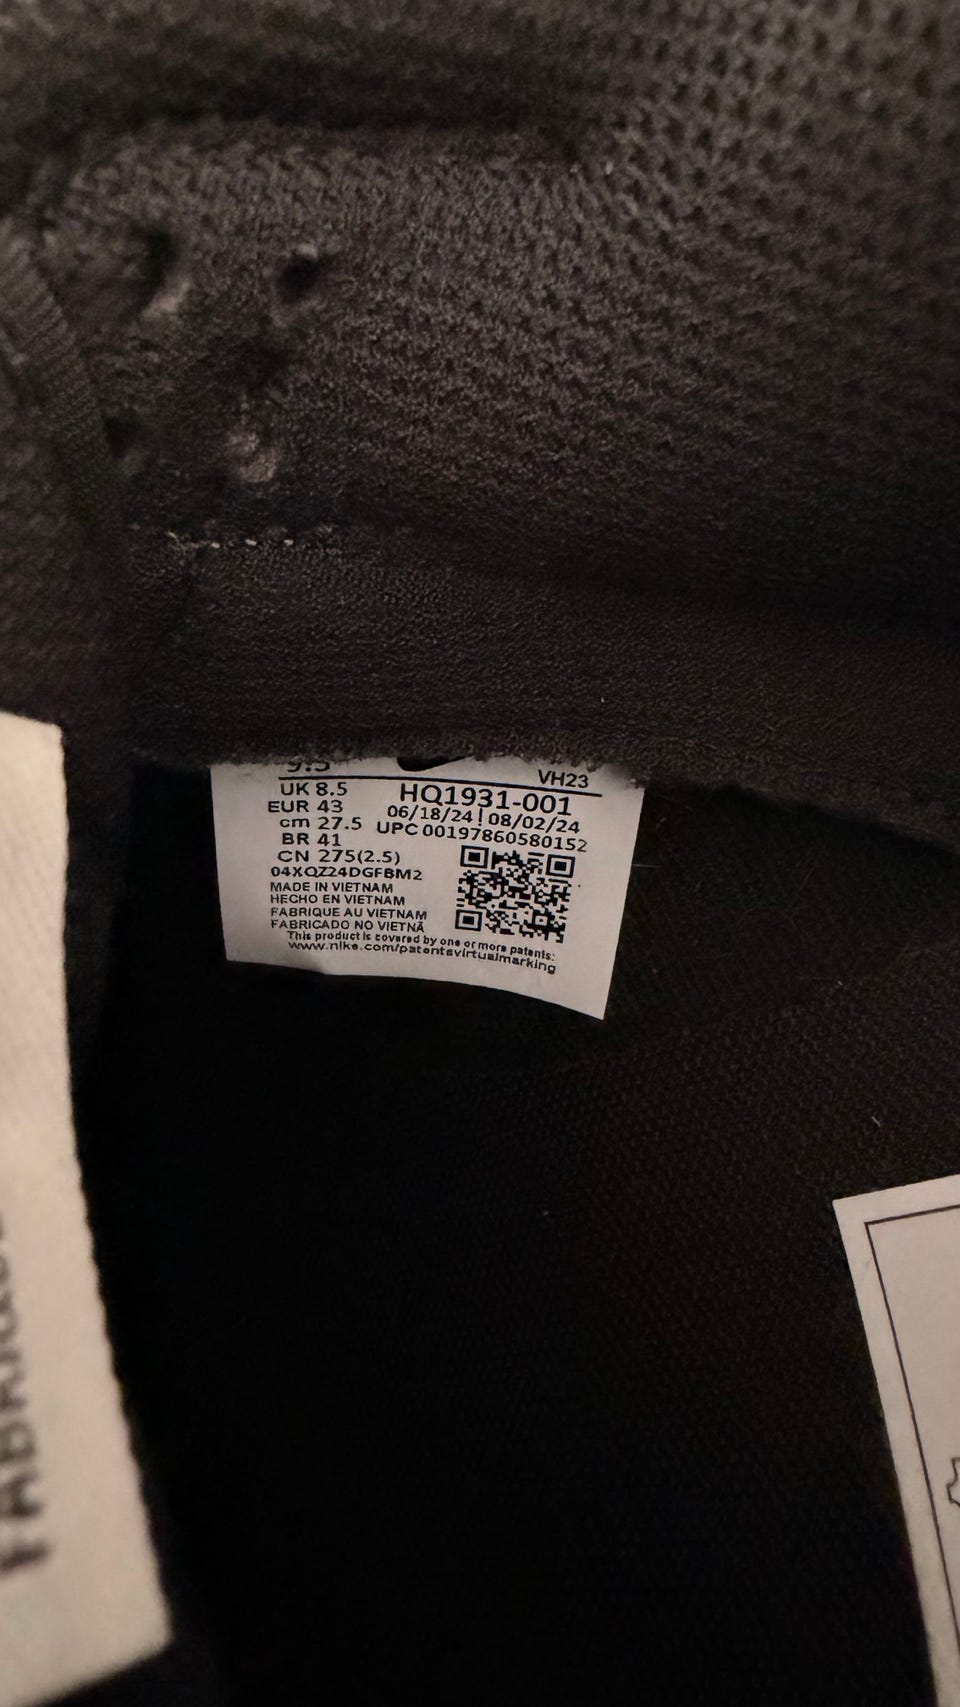 9.5
VH23
UK 8.5
HQ1931-001
EUR 43
06/18/24 | 08/02/24
cm 27.5
UPC 00197860580152
BR 41
CN 275(2.5)
04XQZ24DGFBM2
MADE IN VIETNAM
HECHO EN VIETNAM
FABRIQUE AU VIETNAM
FABRICADO NO VIETNÃ
This product is covered by one or more patents:
www.nike.com/patentsvirtualmarking